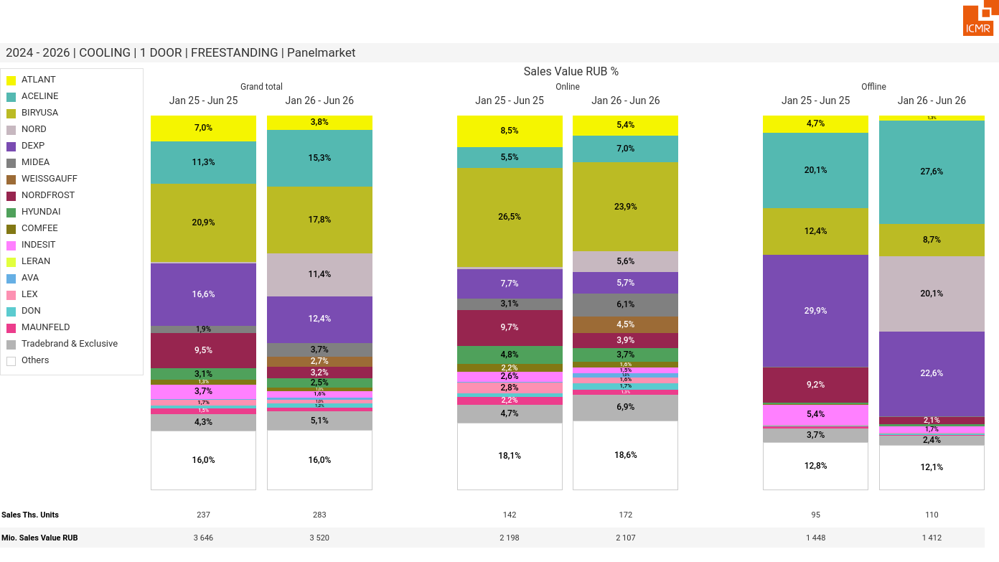 ICMR
2024 - 2026 | COOLING | 1 DOOR | FREESTANDING | Panelmarket
Sales Value RUB %
Grand total Online Offline
Jan 25 - Jun 25 Jan 26 - Jun 26 Jan 25 - Jun 25 Jan 26 - Jun 26 Jan 25 - Jun 25 Jan 26 - Jun 26
ATLANT
ACELINE
BIRYUSA
NORD
DEXP
MIDEA
WEISSGAUFF
NORDFROST
HYUNDAI
COMFEE
INDESIT
LERAN
AVA
LEX
DON
MAUNFELD
Tradebrand & Exclusive
Others
7,0%
11,3%
20,9%
16,6%
1,9%
9,5%
3,1%
1,3%
3,7%
1,7%
1,5%
4,3%
16,0%
3,8%
15,3%
17,8%
11,4%
12,4%
3,7%
2,7%
3,2%
2,5%
1,6%
1,2%
5,1%
16,0%
8,5%
5,5%
26,5%
7,7%
3,1%
9,7%
4,8%
2,2%
2,6%
2,8%
2,2%
4,7%
18,1%
5,4%
7,0%
23,9%
5,6%
5,7%
6,1%
4,5%
3,9%
3,7%
1,6%
1,5%
1,6%
1,7%
1,3%
6,9%
18,6%
4,7%
20,1%
12,4%
29,9%
9,2%
5,4%
3,7%
12,8%
1,3%
27,6%
8,7%
20,1%
22,6%
2,1%
1,7%
2,4%
12,1%
Sales Ths. Units 237 283 142 172 95 110
Mio. Sales Value RUB 3 646 3 520 2 198 2 107 1 448 1 412